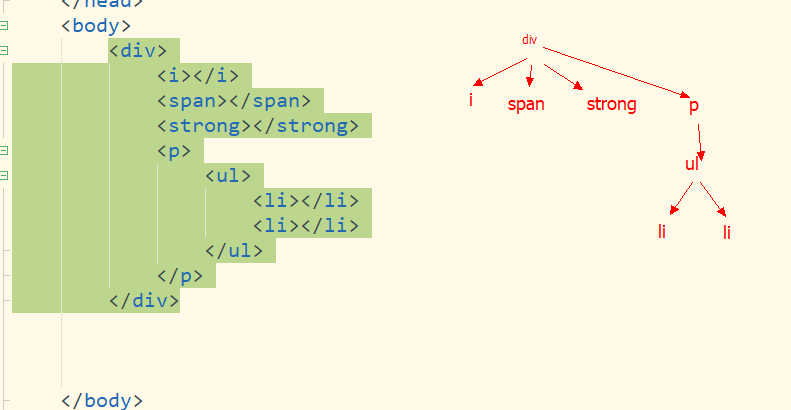 </head>
<body>
<div>
<i></i>
<span></span>
<strong></strong>
<p>
<ul>
<li></li>
<li></li>
</ul>
</p>
</div>
</body>
div
i span strong p
ul
li li